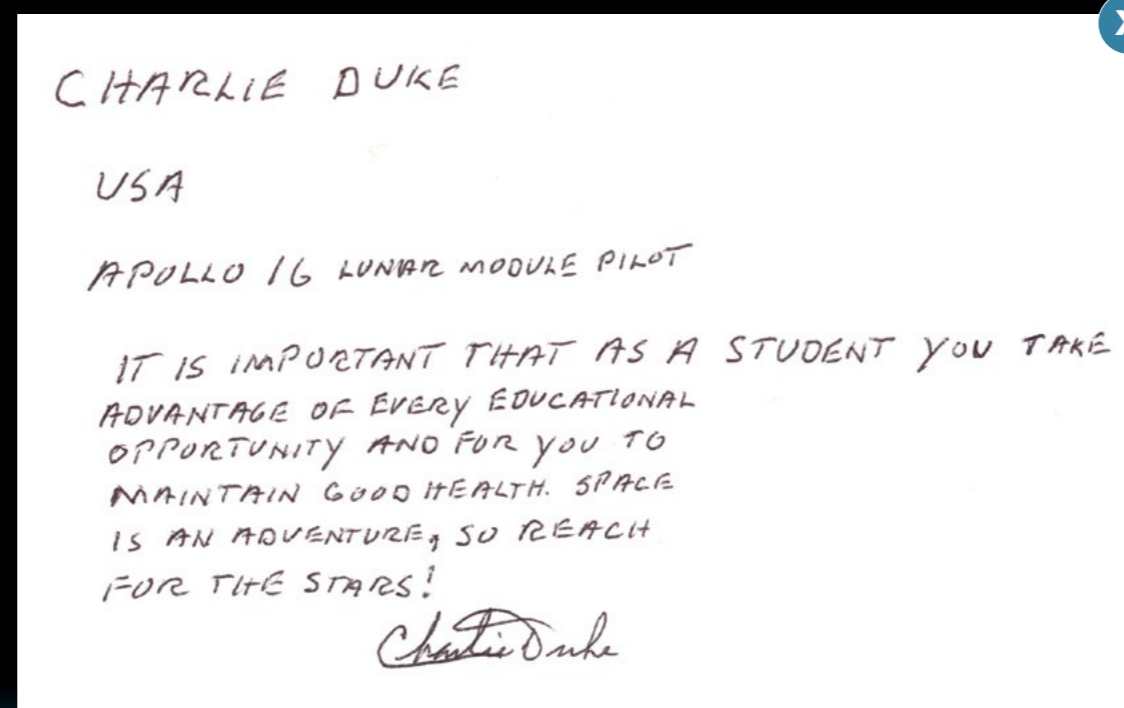 CHARLIE DUKE
USA
APOLLO 16 LUNAR MODULE PILOT
IT IS IMPORTANT THAT AS A STUDENT YOU TAKE
ADVANTAGE OF EVERY EDUCATIONAL
OPPORTUNITY AND FOR YOU TO
MAINTAIN GOOD HEALTH. SPACE
IS AN ADVENTURE, SO REACH
FOR THE STARS!
Charlie Duke